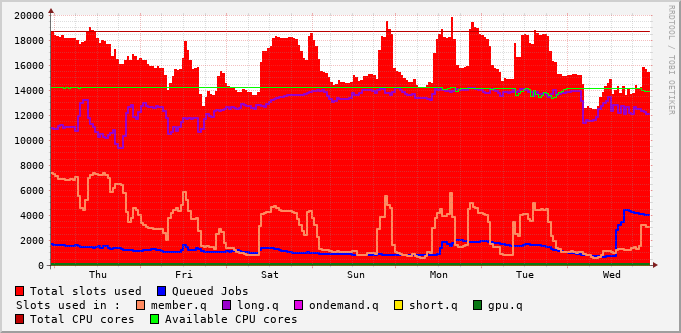 20000
18000
16000
14000
12000
10000
8000
6000
4000
2000
0
Thu Fri Sat Sun Mon Tue Wed
RRDTOOL / TOBI OETIKER
Total slots used Queued Jobs
Slots used in : member.q long.q ondemand.q short.q gpu.q
Total CPU cores Available CPU cores